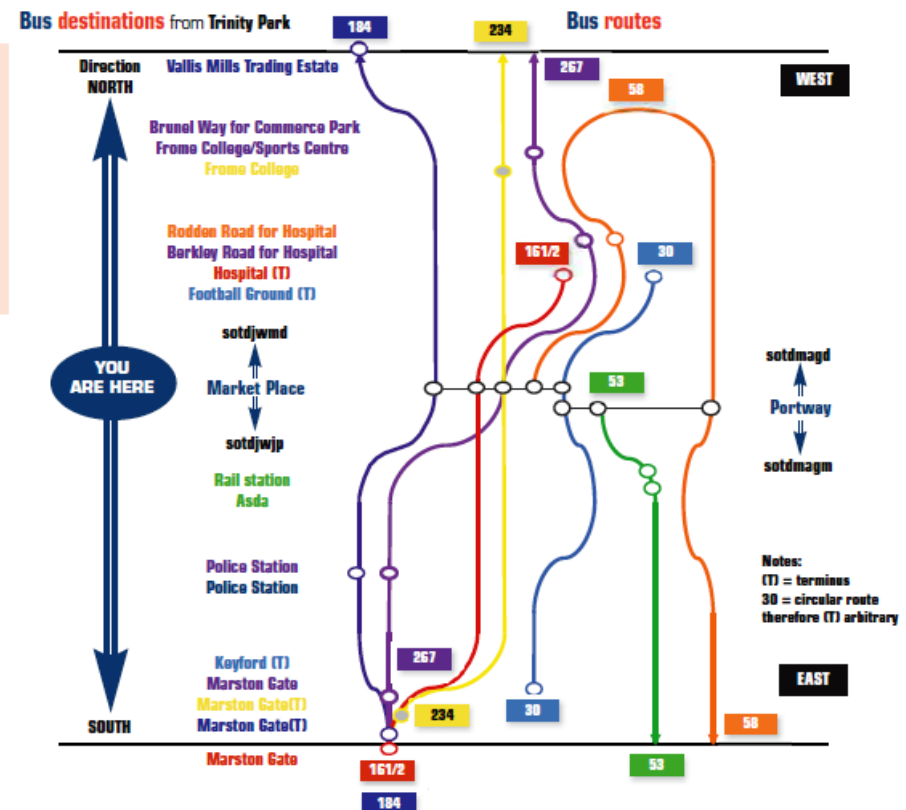 Bus destinations from Trinity Park
184
234
Bus routes
Direction
NORTH
Vallis Mills Trading Estate
267
WEST
58
Brunel Way for Commerce Park
Frome College/Sports Centre
Frome College
Rodden Road for Hospital
Berkley Road for Hospital
Hospital (T)
Football Ground (T)
161/2
30
sotdjwmd
YOU
ARE HERE
Market Place
sotdjwjp
53
sotdmagd
Portway
sotdmagm
Rail station
Asda
Police Station
Police Station
Notes:
(T) = terminus
30 = circular route
therefore (T) arbitrary
Keyford (T)
Marston Gate
Marston Gate(T)
Marston Gate(T)
267
234
30
EAST
58
SOUTH
Marston Gate
161/2
53
184